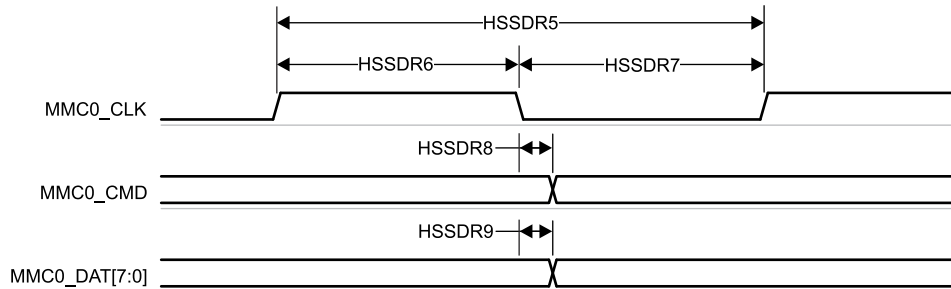 HSSDR5
HSSDR6
HSSDR7
MMC0_CLK
HSSDR8
MMC0_CMD
HSSDR9
MMC0_DAT[7:0]